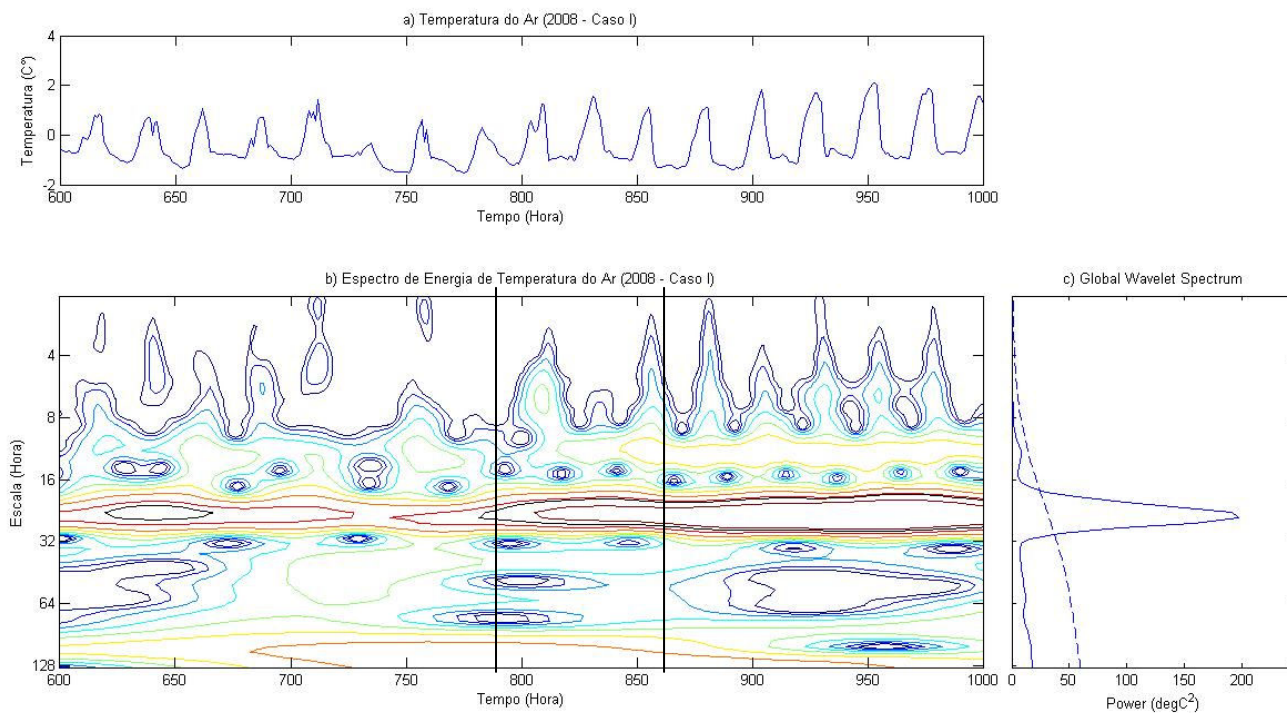 a) Temperatura do Ar (2008 - Caso I)
4
2
0
-2
Temperatura (C°)
600 650 700 750 800 850 900 950 1000
Tempo (Hora)
b) Espectro de Energia de Temperatura do Ar (2008 - Caso I)
4
8
16
32
64
128
Escala (Hora)
600 650 700 750 800 850 900 950 1000
Tempo (Hora)
c) Global Wavelet Spectrum
0 50 100 150 200
Power (degC²)